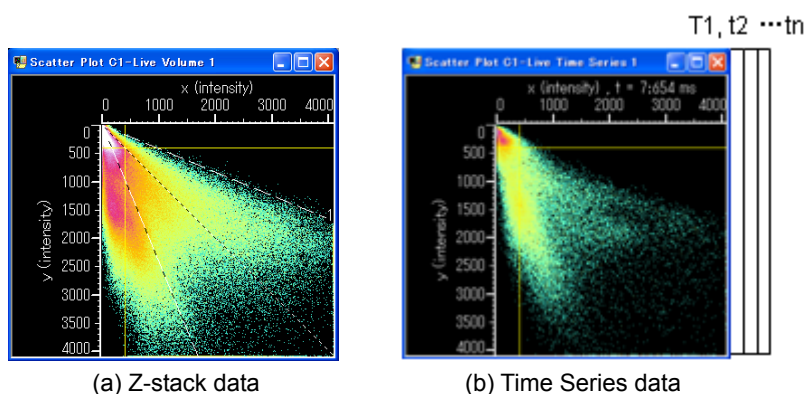 T1, t2 ···tn
Scatter Plot C1-Live Volume 1
x (intensity)
0 1000 2000 3000 4000
0
500
1000
1500
2000
2500
3000
3500
4000
y (intensity)
1
Scatter Plot C1-Live Time Series 1
x (intensity) , t = 7:654 ms
0 1000 2000 3000 4000
0
500
1000
1500
2000
2500
3000
3500
4000
y (intensity)
(a) Z-stack data
(b) Time Series data